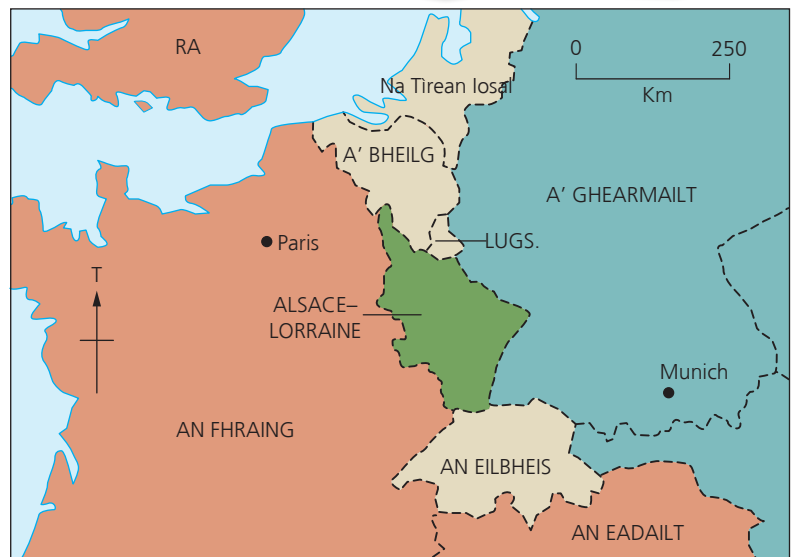 RA
0 250
Km
Na Tìrean Iosal
A' BHEILG
A' GHEARMAILT
Paris
LUGS.
T
ALSACE–
LORRAINE
Munich
AN FHRAING
AN EILBHEIS
AN EADAILT